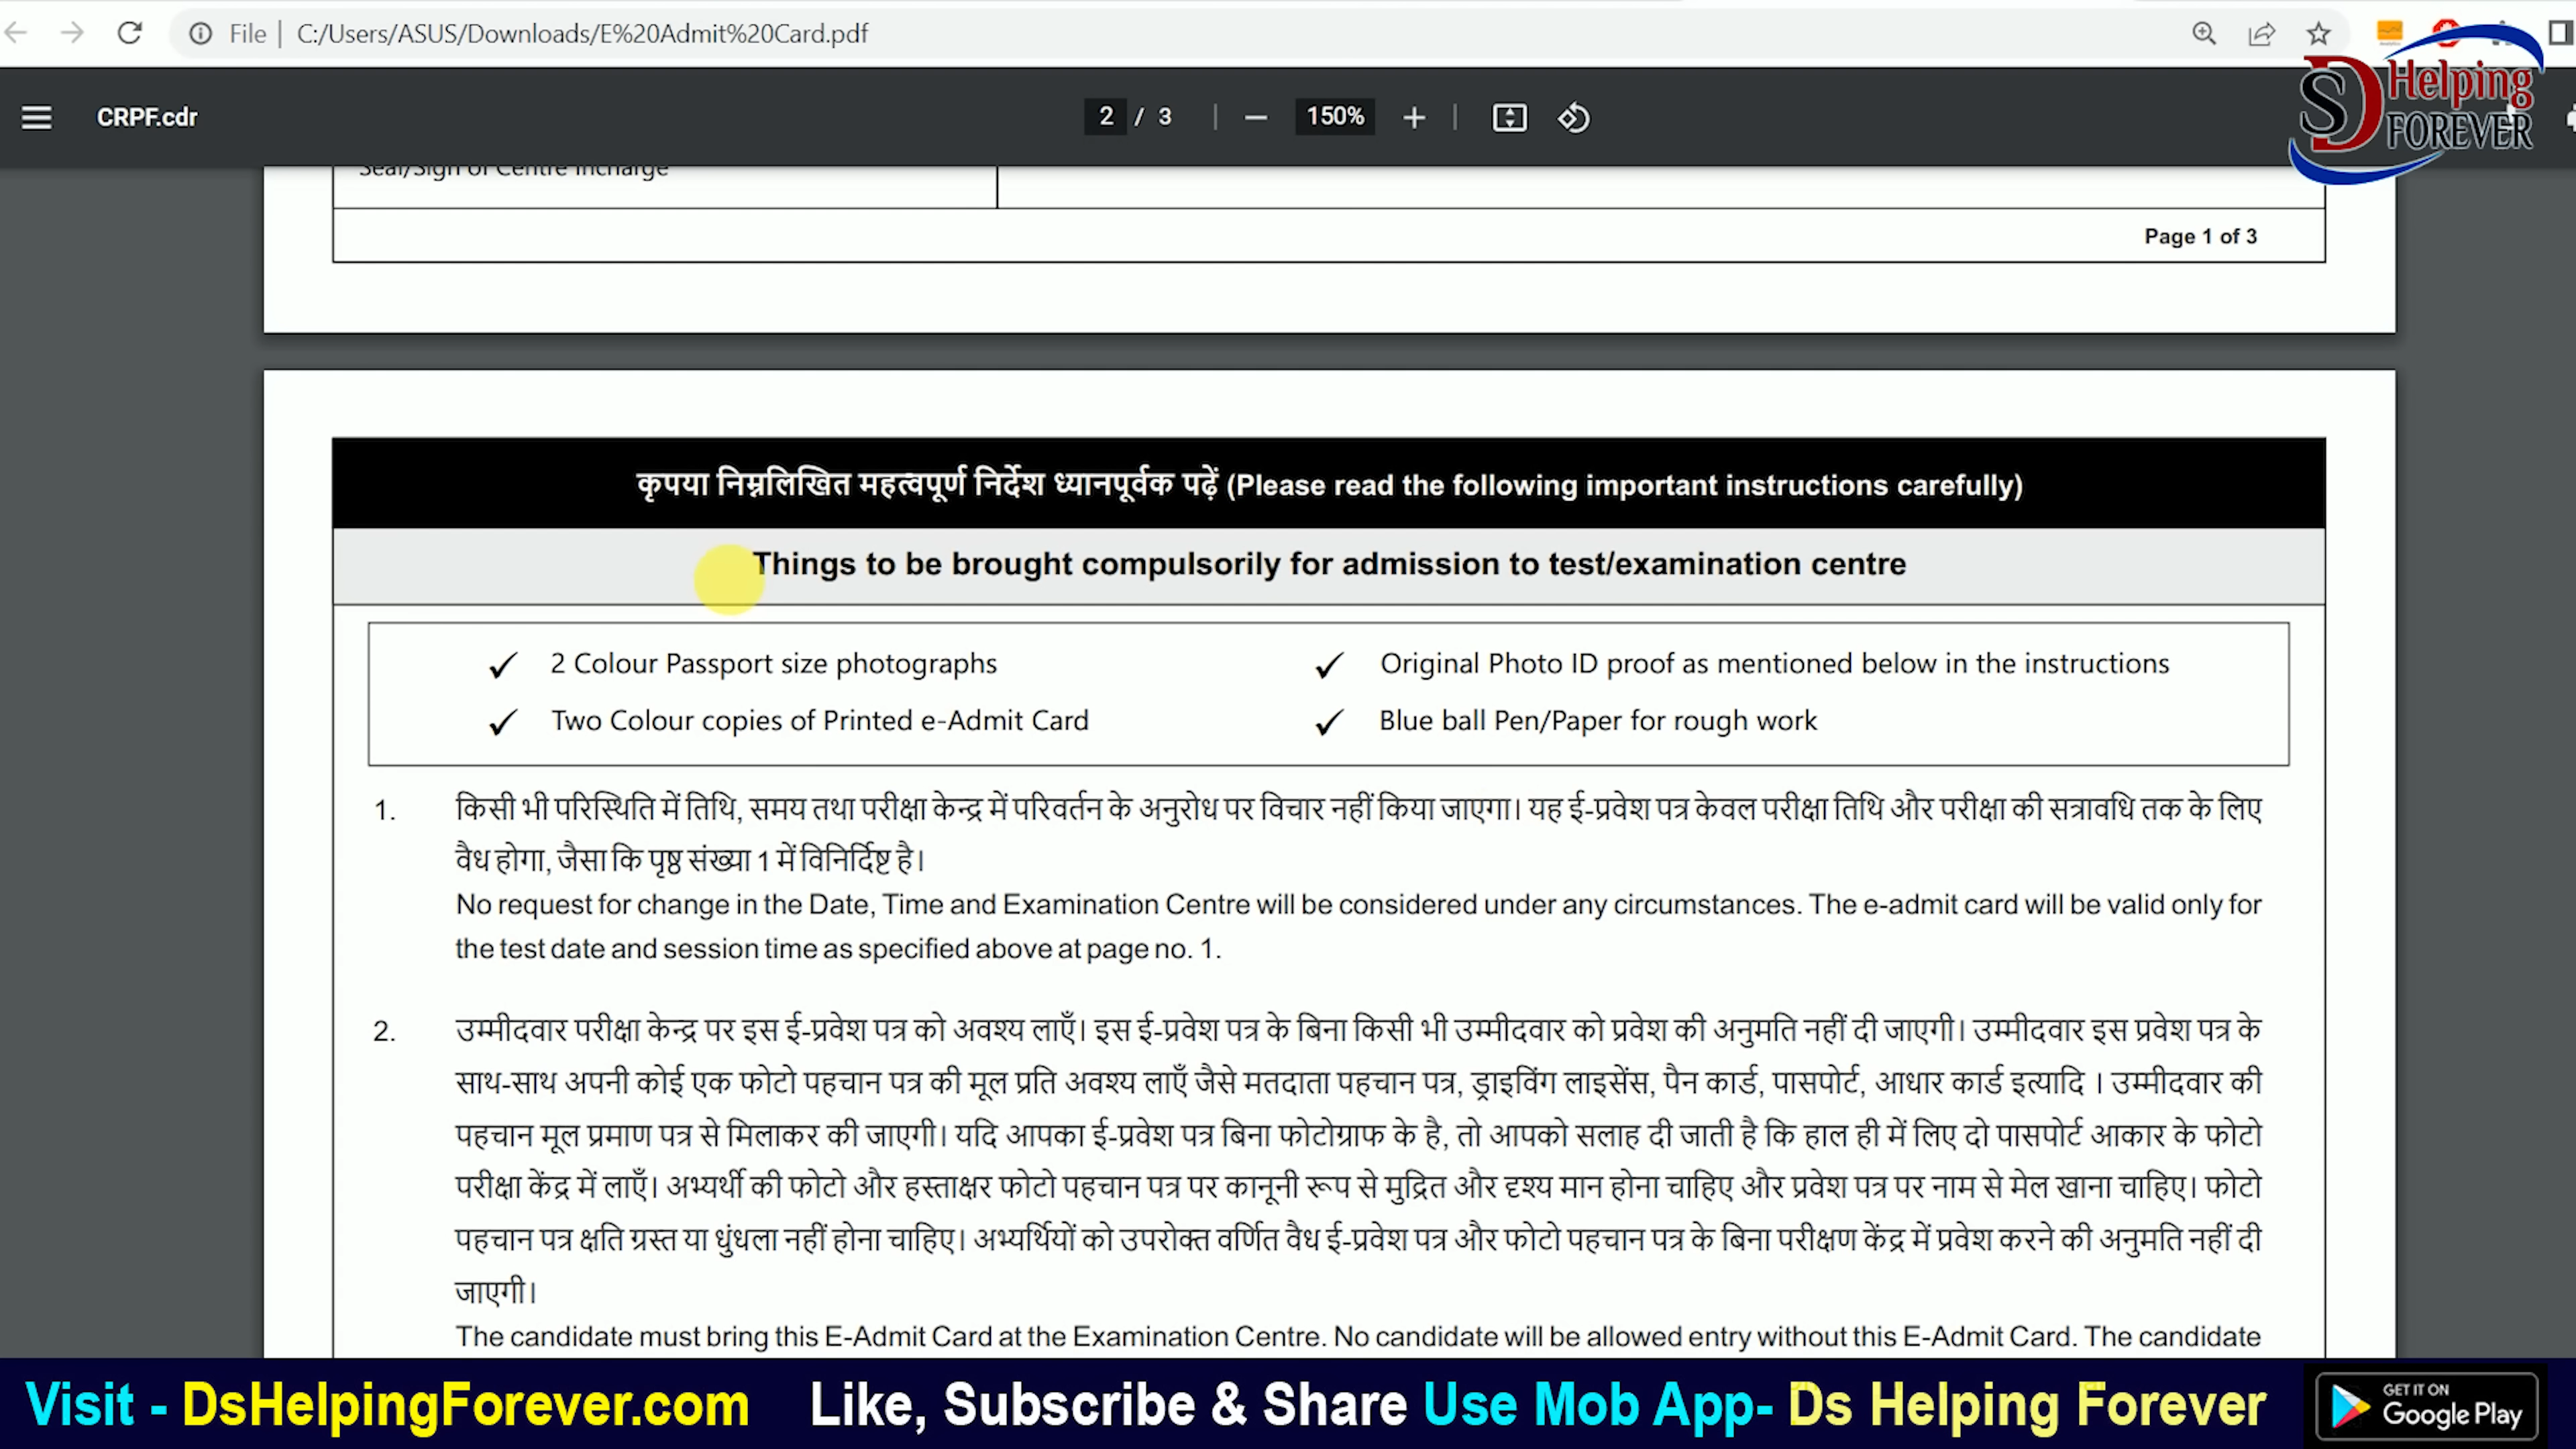 File | C:/Users/ASUS/Downloads/E%20Admit%20Card.pdf
CRPF.cdr
2 / 3
150%
SD Helping FOREVER
Seal/Sign of Centre Incharge
Page 1 of 3
कृपया निम्नलिखित महत्वपूर्ण निर्देश ध्यानपूर्वक पढ़ें (Please read the following important instructions carefully)
Things to be brought compulsorily for admission to test/examination centre
✓ 2 Colour Passport size photographs
✓ Original Photo ID proof as mentioned below in the instructions
✓ Two Colour copies of Printed e-Admit Card
✓ Blue ball Pen/Paper for rough work
1. किसी भी परिस्थिति में तिथि, समय तथा परीक्षा केन्द्र में परिवर्तन के अनुरोध पर विचार नहीं किया जाएगा। यह ई-प्रवेश पत्र केवल परीक्षा तिथि और परीक्षा की सत्रावधि तक के लिए
वैध होगा, जैसा कि पृष्ठ संख्या 1 में विनिर्दिष्ट है।
No request for change in the Date, Time and Examination Centre will be considered under any circumstances. The e-admit card will be valid only for
the test date and session time as specified above at page no. 1.
2. उम्मीदवार परीक्षा केन्द्र पर इस ई-प्रवेश पत्र को अवश्य लाएँ। इस ई-प्रवेश पत्र के बिना किसी भी उम्मीदवार को प्रवेश की अनुमति नहीं दी जाएगी। उम्मीदवार इस प्रवेश पत्र के
साथ-साथ अपनी कोई एक फोटो पहचान पत्र की मूल प्रति अवश्य लाएँ जैसे मतदाता पहचान पत्र, ड्राइविंग लाइसेंस, पैन कार्ड, पासपोर्ट, आधार कार्ड इत्यादि । उम्मीदवार की
पहचान मूल प्रमाण पत्र से मिलाकर की जाएगी। यदि आपका ई-प्रवेश पत्र बिना फोटोग्राफ के है, तो आपको सलाह दी जाती है कि हाल ही में लिए दो पासपोर्ट आकार के फोटो
परीक्षा केंद्र में लाएँ। अभ्यर्थी की फोटो और हस्ताक्षर फोटो पहचान पत्र पर कानूनी रूप से मुद्रित और दृश्य मान होना चाहिए और प्रवेश पत्र पर नाम से मेल खाना चाहिए। फोटो
पहचान पत्र क्षति ग्रस्त या धुंधला नहीं होना चाहिए। अभ्यर्थियों को उपरोक्त वर्णित वैध ई-प्रवेश पत्र और फोटो पहचान पत्र के बिना परीक्षण केंद्र में प्रवेश करने की अनुमति नहीं दी
जाएगी।
The candidate must bring this E-Admit Card at the Examination Centre. No candidate will be allowed entry without this E-Admit Card. The candidate
Visit - DsHelpingForever.com Like, Subscribe & Share Use Mob App- Ds Helping Forever
GET IT ON
Google Play